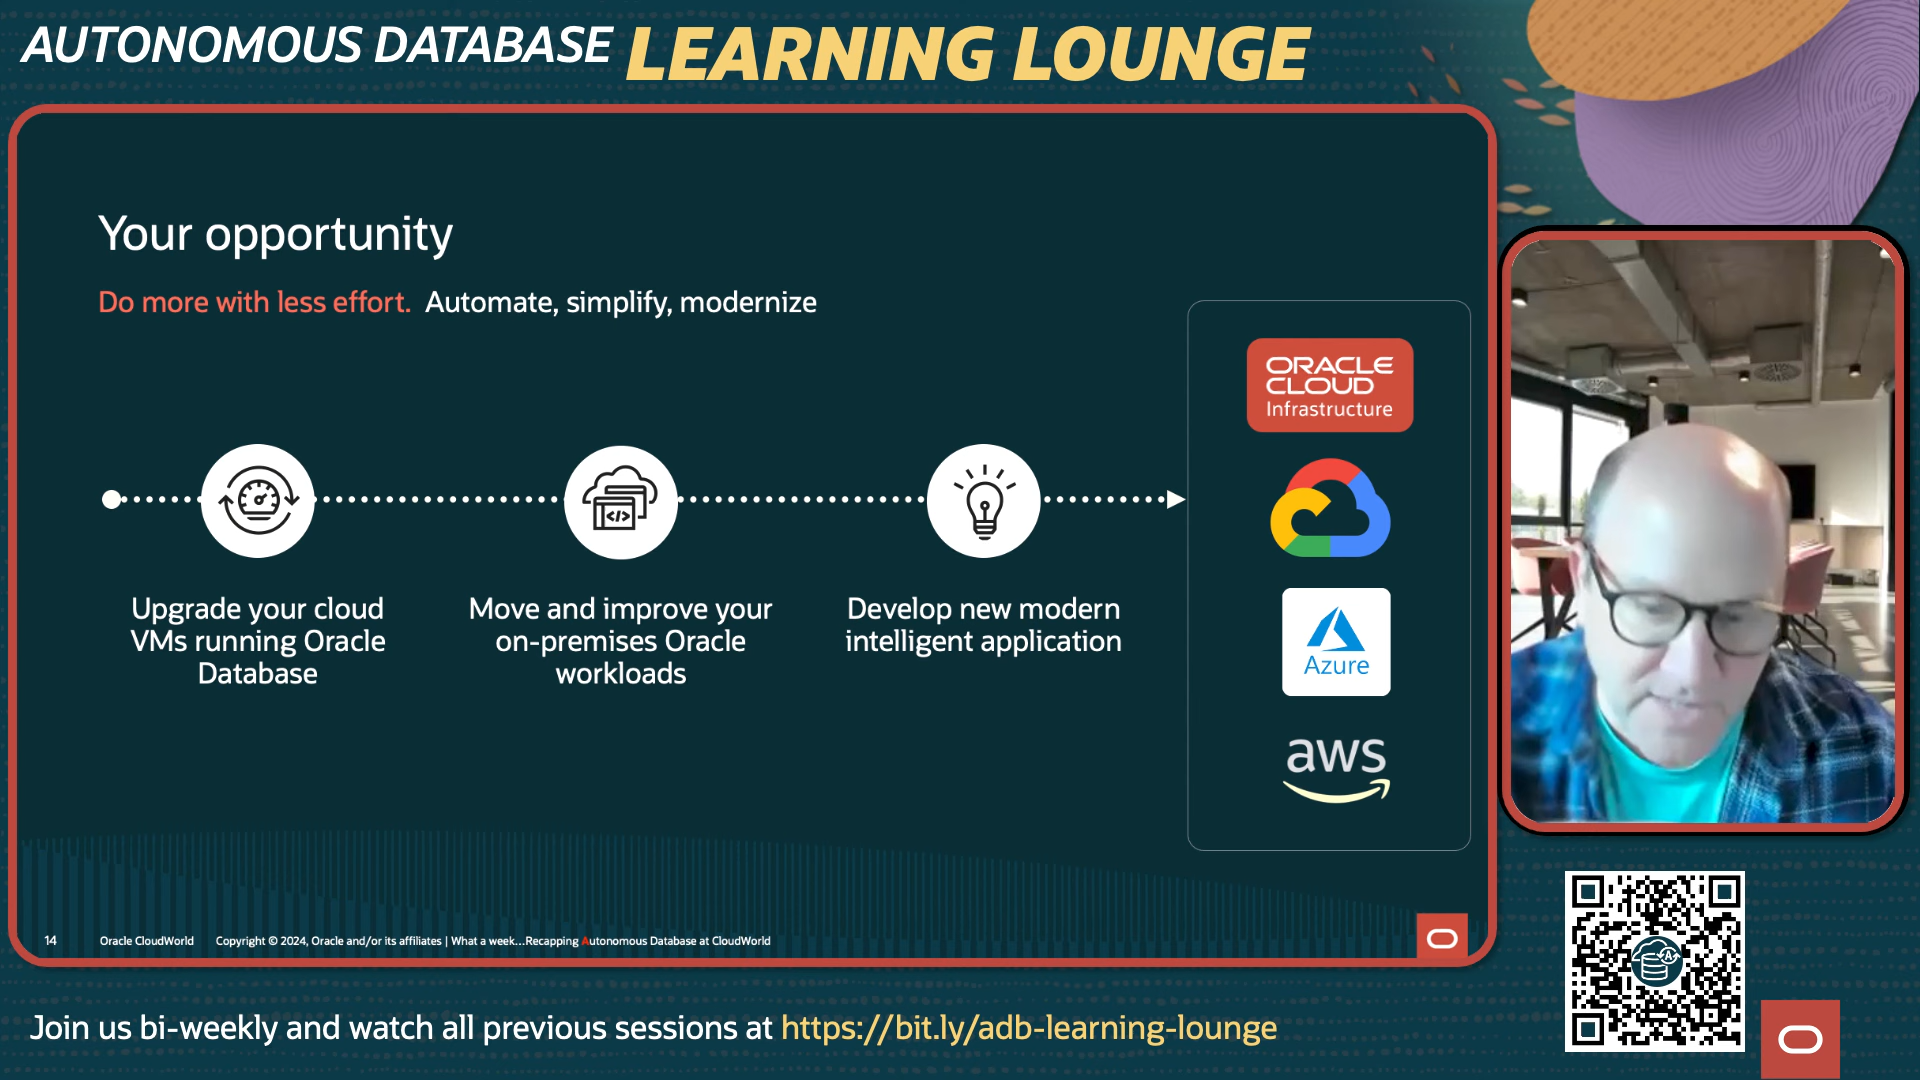 AUTONOMOUS DATABASE LEARNING LOUNGE
Your opportunity
Do more with less effort. Automate, simplify, modernize
Upgrade your cloud
VMs running Oracle
Database
Move and improve your
on-premises Oracle
workloads
Develop new modern
intelligent application
ORACLE
CLOUD
Infrastructure
Azure
aws
14 Oracle CloudWorld Copyright © 2024, Oracle and/or its affiliates | What a week...Recapping Autonomous Database at CloudWorld
A
Join us bi-weekly and watch all previous sessions at https://bit.ly/adb-learning-lounge